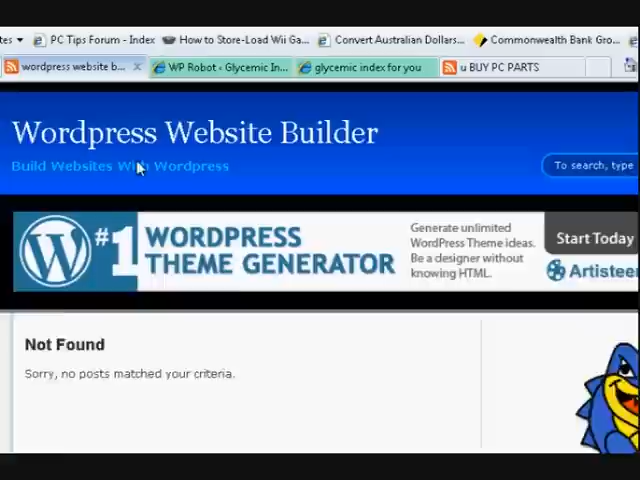 tes PC Tips Forum - Index How to Store-Load Wii Ga... Convert Australian Dollars... Commonwealth Bank Gro...
wordpress website b... WP Robot ‹ Glycemic In... glycemic index for you u BUY PC PARTS
Wordpress Website Builder
Build Websites With Wordpress
To search, type
#1 WORDPRESS
THEME GENERATOR
Generate unlimited
WordPress Theme ideas.
Be a designer without
knowing HTML.
Start Today
Artisteer
Not Found
Sorry, no posts matched your criteria.